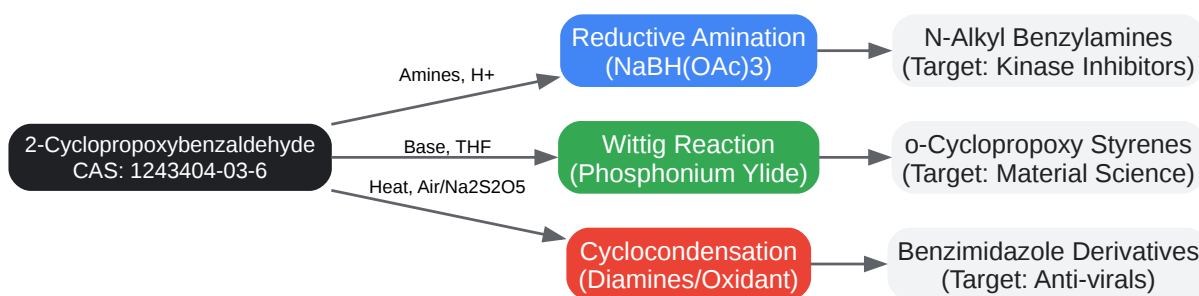 2-Cyclopropoxybenzaldehyde
CAS: 1243404-03-6
Amines, H+
Base, THF
Heat, Air/Na2S2O5
Reductive Amination
(NaBH(OAc)3)
Wittig Reaction
(Phosphonium Ylide)
Cyclocondensation
(Diamines/Oxidant)
N-Alkyl Benzylamines
(Target: Kinase Inhibitors)
o-Cyclopropoxy Styrenes
(Target: Material Science)
Benzimidazole Derivatives
(Target: Anti-virals)